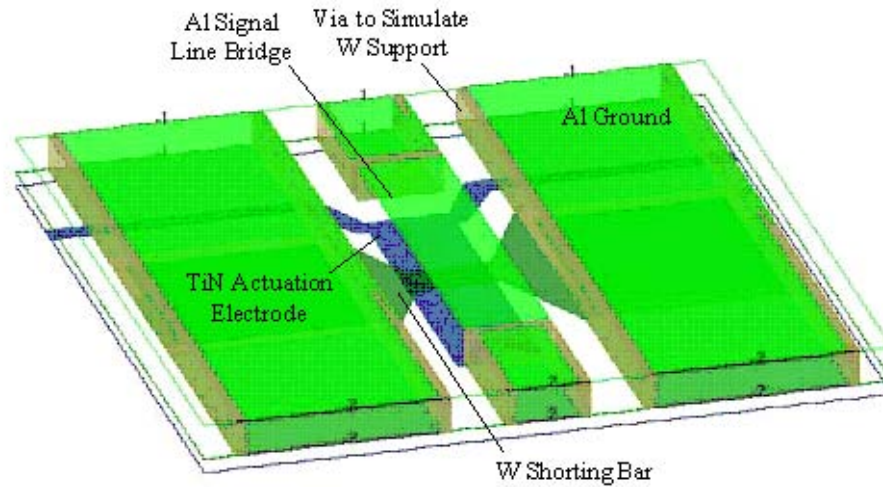 Al Signal
Line Bridge
Via to Simulate
W Support
Al Ground
TiN Actuation
Electrode
W Shorting Bar